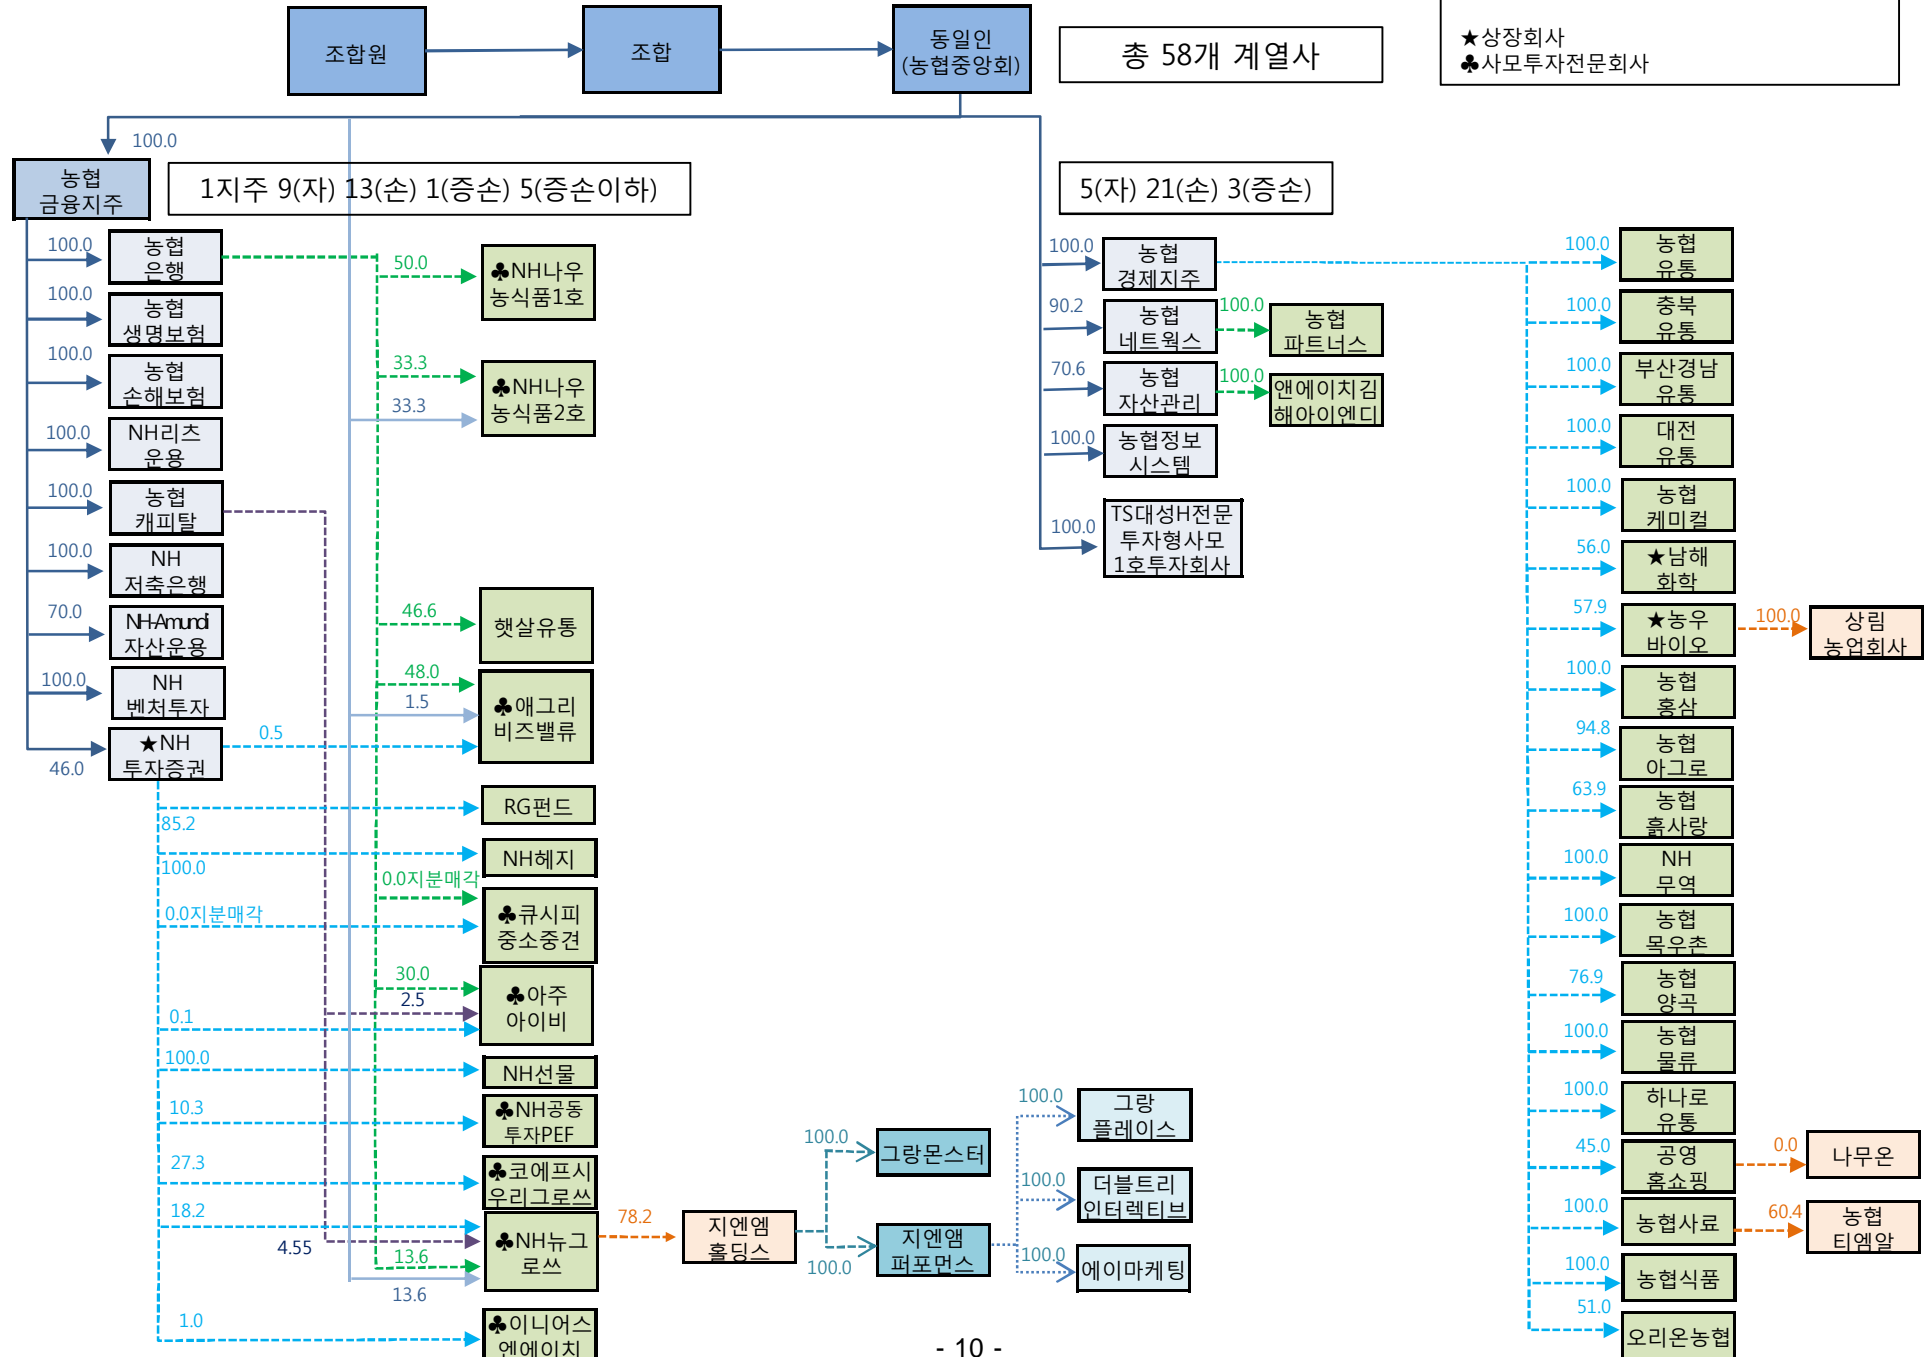 조합원
조합
동일인
(농협중앙회)
총 58개 계열사
★상장회사
♣사모투자전문회사
100.0
농협
금융지주
1지주 9(자) 13(손) 1(증손) 5(증손이하)
5(자) 21(손) 3(증손)
100.0
농협
은행
100.0
농협
생명보험
100.0
농협
손해보험
100.0
NH리츠
운용
100.0
농협
캐피탈
100.0
NH
저축은행
70.0
NH-Amundi
자산운용
100.0
NH
벤처투자
46.0
★NH
투자증권
50.0
♣NH나우
농식품1호
33.3
33.3
♣NH나우
농식품2호
46.6
햇살유통
48.0
1.5
0.5
♣애그리
비즈밸류
85.2
RG펀드
100.0
NH헤지
0.0지분매각
0.0지분매각
♣큐시피
중소중견
30.0
2.5
0.1
♣아주
아이비
100.0
NH선물
10.3
♣NH공동
투자PEF
27.3
♣코에프시
우리그로쓰
18.2
4.55
13.6
13.6
♣NH뉴그
로쓰
1.0
♣이니어스
엔에이치
78.2
지엔엠
홀딩스
100.0
그랑몬스터
100.0
지엔앰
퍼포먼스
100.0
그랑
플레이스
100.0
더블트리
인터렉티브
100.0
에이마케팅
100.0
농협
경제지주
90.2
농협
네트웍스
100.0
농협
파트너스
70.6
농협
자산관리
100.0
앤에이치김
해아이엔디
100.0
농협정보
시스템
100.0
TS대성H전문
투자형사모
1호투자회사
100.0
농협
유통
100.0
충북
유통
100.0
부산경남
유통
100.0
대전
유통
100.0
농협
케미컬
56.0
★남해
화학
57.9
★농우
바이오
100.0
상림
농업회사
100.0
농협
홍삼
94.8
농협
아그로
63.9
농협
흙사랑
100.0
NH
무역
100.0
농협
목우촌
76.9
농협
양곡
100.0
농협
물류
100.0
하나로
유통
45.0
공영
홈쇼핑
0.0
나무온
100.0
농협사료
60.4
농협
티엠알
100.0
농협식품
51.0
오리온농협
- 10 -